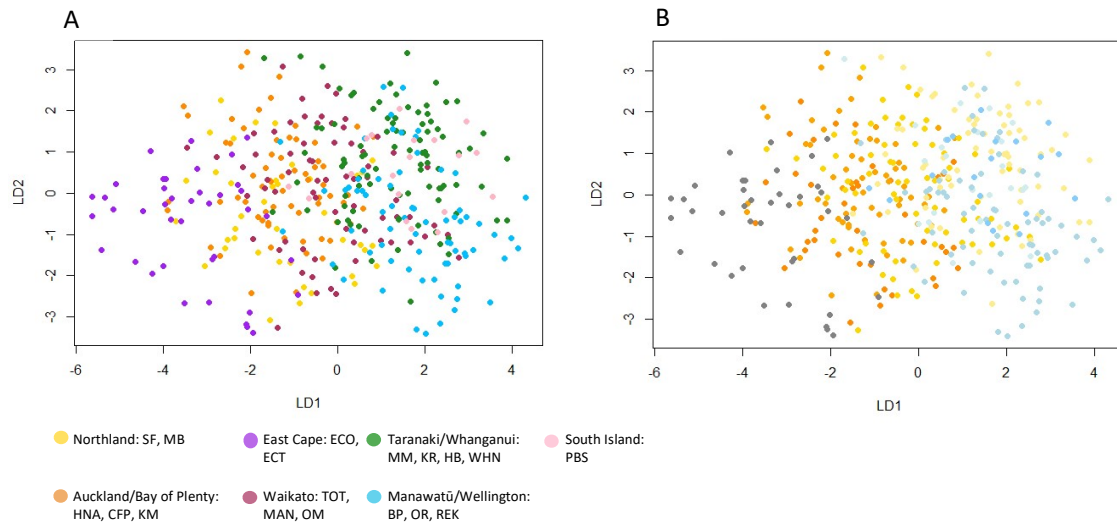 A
B
3
2
1
0
-1
-2
-3
LD2
-6
-4
-2
0
2
4
LD1
3
2
1
0
-1
-2
-3
LD2
-6
-4
-2
0
2
4
LD1
Northland: SF, MB
East Cape: ECO,
ECT
Taranaki/Whanganui:
MM, KR, HB, WHN
South Island:
PBS
Auckland/Bay of Plenty:
HNA, CFP, KM
Waikato: TOT,
MAN, OM
Manawatū/Wellington:
BP, OR, REK